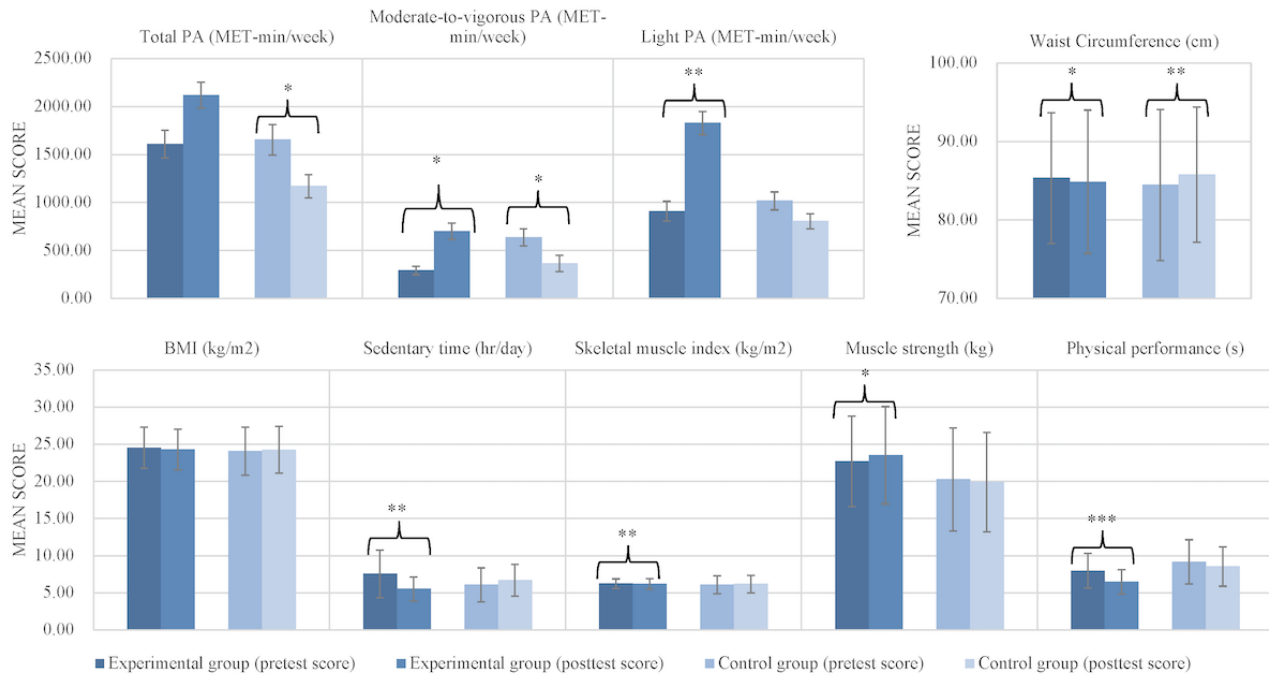 Total PA (MET-min/week)
Moderate-to-vigorous PA (MET-
min/week)
Light PA (MET-min/week)
Waist Circumference (cm)
MEAN SCORE
2500.00
2000.00
1500.00
1000.00
500.00
0.00
*
*
*
**
MEAN SCORE
100.00
90.00
80.00
70.00
*
**
BMI (kg/m2)
Sedentary time (hr/day)
Skeletal muscle index (kg/m2)
Muscle strength (kg)
Physical performance (s)
MEAN SCORE
35.00
30.00
25.00
20.00
15.00
10.00
5.00
0.00
**
**
*
***
Experimental group (pretest score)
Experimental group (posttest score)
Control group (pretest score)
Control group (posttest score)